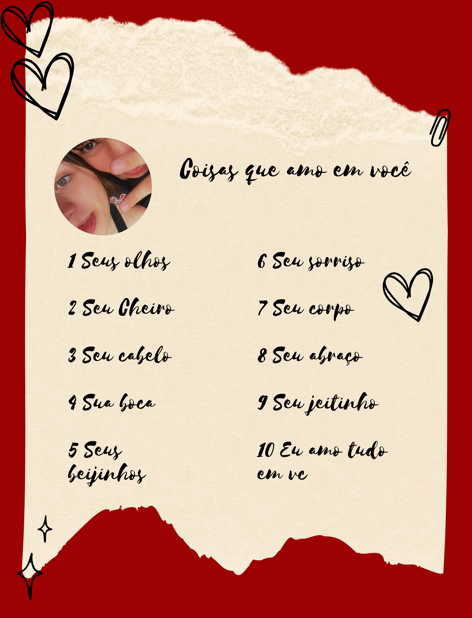 Coisas que amo em você
1 Seus olhos
2 Seu Cheiro
3 Seu cabelo
4 Sua boca
5 Seus
beijinhos
6 Seu sorriso
7 Seu corpo
8 Seu abraço
9 Seu jeitinho
10 Eu amo tudo
em vc